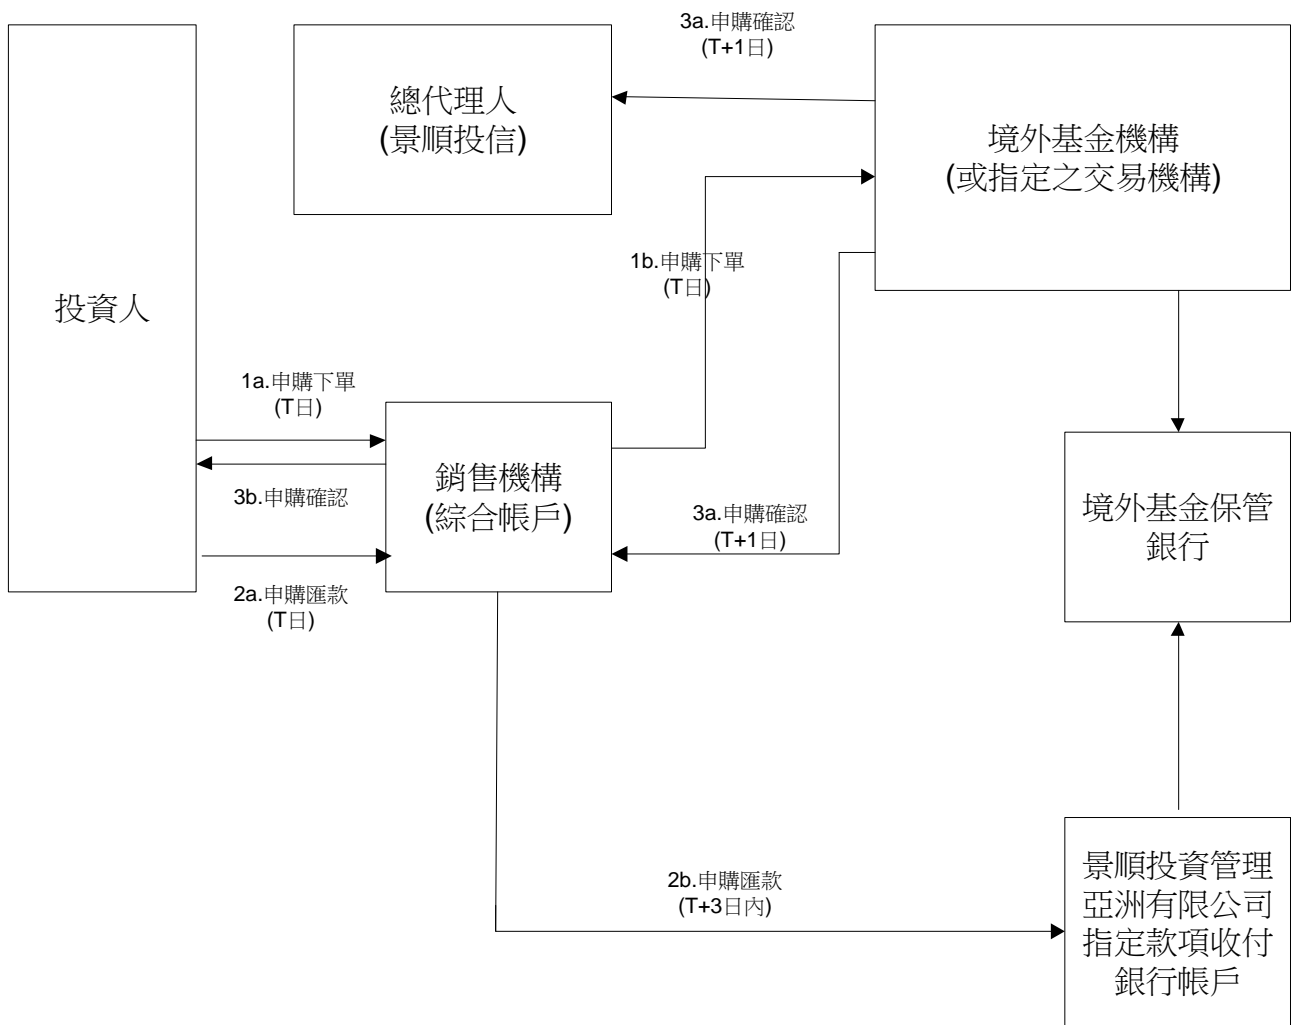 3a.申購確認
(T+1日)
總代理人
(景順投信)
境外基金機構
(或指定之交易機構)
投資人
1b.申購下單
(T日)
1a.申購下單
(T日)
銷售機構
(綜合帳戶)
3b.申購確認
3a.申購確認
(T+1日)
境外基金保管
銀行
2a.申購匯款
(T日)
2b.申購匯款
(T+3日內)
景順投資管理
亞洲有限公司
指定款項收付
銀行帳戶